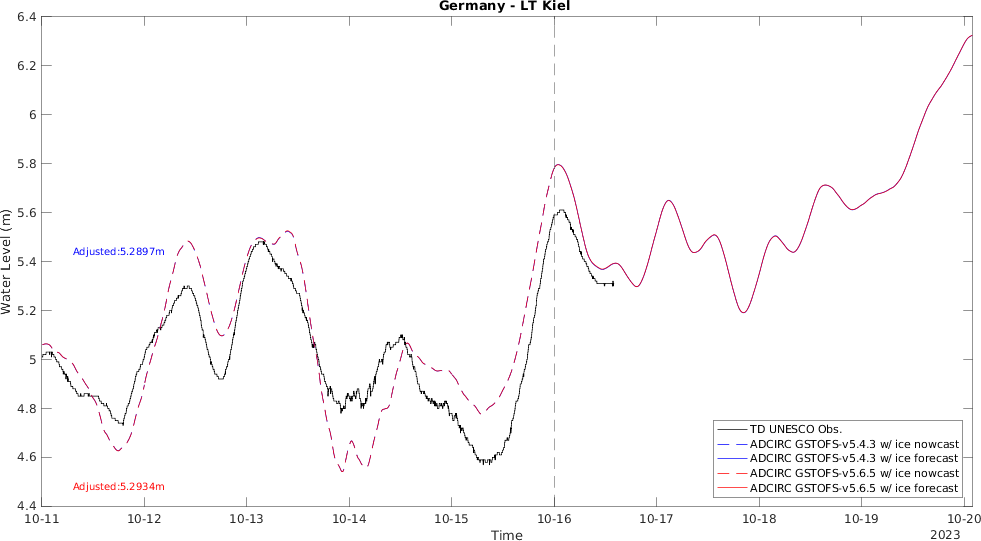 Germany - LT Kiel
6.4
6.2
6
5.8
5.6
5.4
5.2
5
4.8
4.6
4.4
Water Level (m)
Adjusted:5.2897m
Adjusted:5.2934m
TD UNESCO Obs.
ADCIRC GSTOFS-v5.4.3 w/ ice nowcast
ADCIRC GSTOFS-v5.4.3 w/ ice forecast
ADCIRC GSTOFS-v5.6.5 w/ ice nowcast
ADCIRC GSTOFS-v5.6.5 w/ ice forecast
10-11 10-12 10-13 10-14 10-15 10-16 10-17 10-18 10-19 10-20
Time
2023